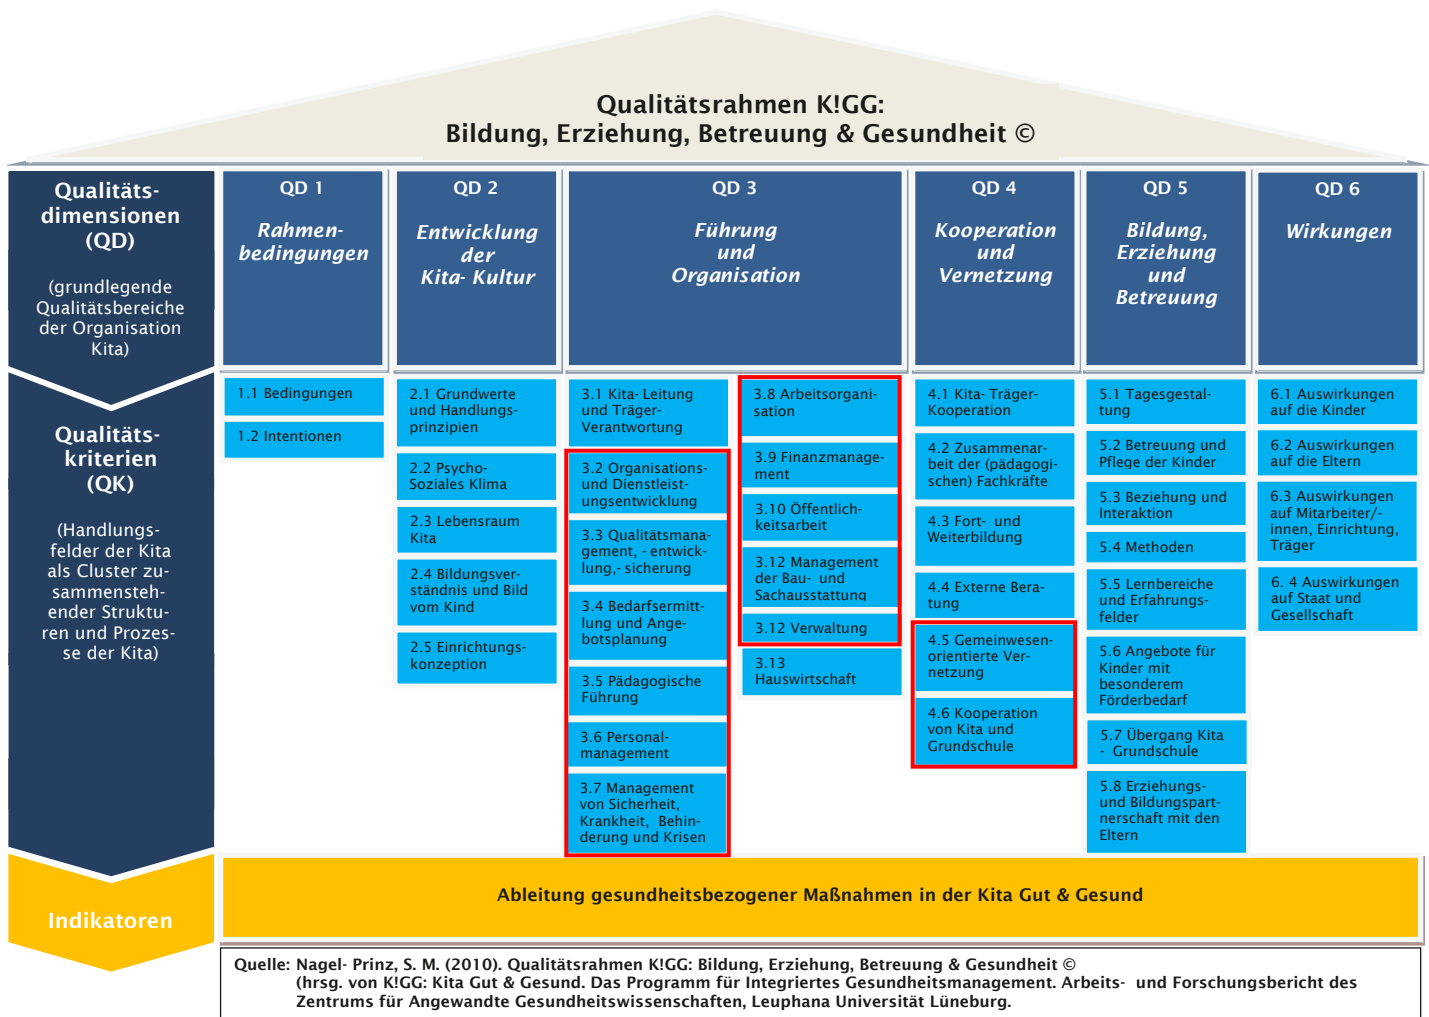 Qualitätsrahmen K!GG:
Bildung, Erziehung, Betreuung & Gesundheit ©
Qualitäts-
dimensionen
(QD)
(grundlegende
Qualitätsbereiche
der Organisation
Kita)
QD 1
Rahmen-
bedingungen
QD 2
Entwicklung
der
Kita- Kultur
QD 3
Führung
und
Organisation
QD 4
Kooperation
und
Vernetzung
QD 5
Bildung,
Erziehung
und
Betreuung
QD 6
Wirkungen
Qualitäts-
kriterien
(QK)
(Handlungs-
felder der Kita
als Cluster zu-
sammensteh-
ender Struktu-
ren und Prozes-
se der Kita)
1.1 Bedingungen
1.2 Intentionen
2.1 Grundwerte
und Handlungs-
prinzipien
2.2 Psycho-
Soziales Klima
2.3 Lebensraum
Kita
2.4 Bildungsver-
ständnis und Bild
vom Kind
2.5 Einrichtungs-
konzeption
3.1 Kita- Leitung
und Träger-
Verantwortung
3.2 Organisations-
und Dienstleist-
ungsentwicklung
3.3 Qualitätsmana-
gement, - entwick-
lung,- sicherung
3.4 Bedarfsermitt-
lung und Ange-
botsplanung
3.5 Pädagogische
Führung
3.6 Personal-
management
3.7 Management
von Sicherheit,
Krankheit, Behin-
derung und Krisen
3.8 Arbeitsorgani-
sation
3.9 Finanzmanage-
ment
3.10 Öffentlich-
keitsarbeit
3.12 Management
der Bau- und
Sachausstattung
3.12 Verwaltung
3.13
Hauswirtschaft
4.1 Kita- Träger-
Kooperation
4.2 Zusammenar-
beit der (pädagogi-
schen) Fachkräfte
4.3 Fort- und
Weiterbildung
4.4 Externe Bera-
tung
4.5 Gemeinwesen-
orientierte Ver-
netzung
4.6 Kooperation
von Kita und
Grundschule
5.1 Tagesgestal-
tung
5.2 Betreuung und
Pflege der Kinder
5.3 Beziehung und
Interaktion
5.4 Methoden
5.5 Lernbereiche
und Erfahrungs-
felder
5.6 Angebote für
Kinder mit
besonderem
Förderbedarf
5.7 Übergang Kita
- Grundschule
5.8 Erziehungs-
und Bildungspart-
nerschaft mit den
Eltern
6.1 Auswirkungen
auf die Kinder
6.2 Auswirkungen
auf die Eltern
6.3 Auswirkungen
auf Mitarbeiter/-
innen, Einrichtung,
Träger
6. 4 Auswirkungen
auf Staat und
Gesellschaft
Indikatoren
Ableitung gesundheitsbezogener Maßnahmen in der Kita Gut & Gesund
Quelle: Nagel- Prinz, S. M. (2010). Qualitätsrahmen K!GG: Bildung, Erziehung, Betreuung & Gesundheit ©
(hrsg. von K!GG: Kita Gut & Gesund. Das Programm für Integriertes Gesundheitsmanagement. Arbeits- und Forschungsbericht des
Zentrums für Angewandte Gesundheitswissenschaften, Leuphana Universität Lüneburg.